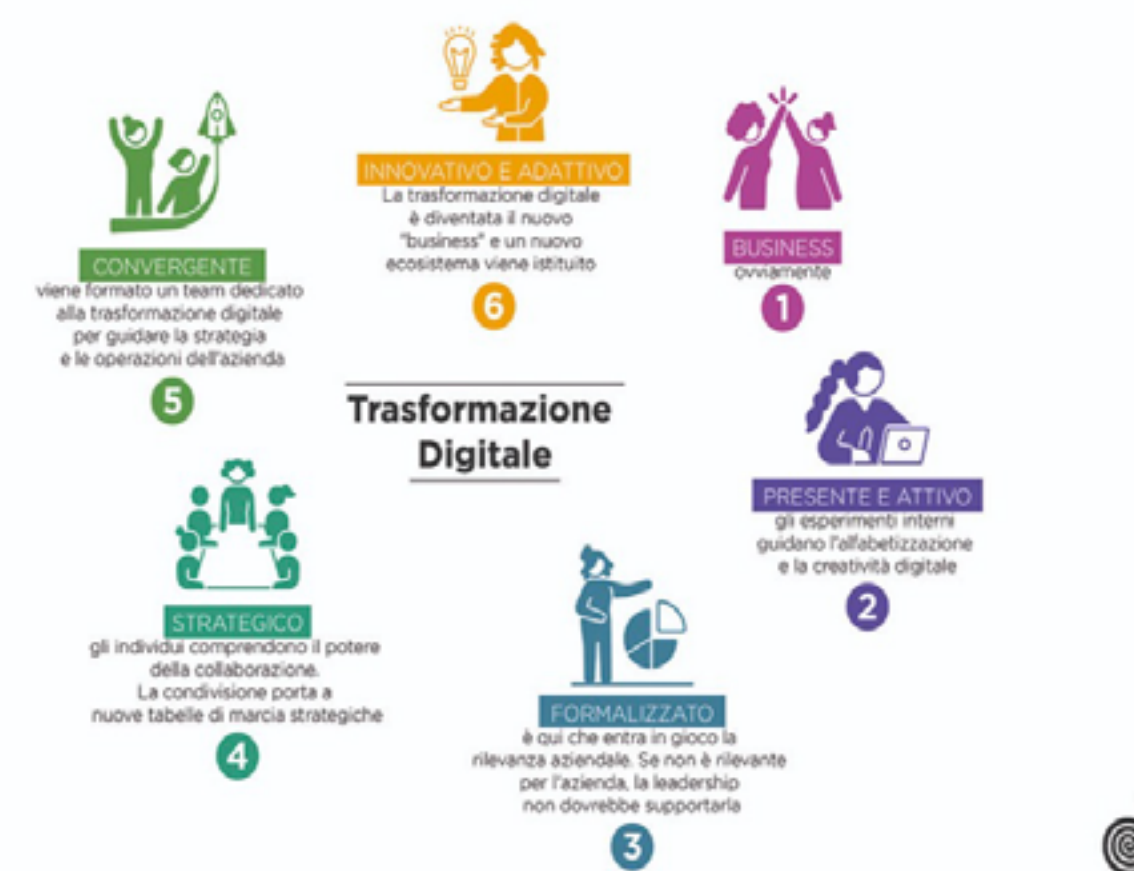 Trasformazione
Digitale
BUSINESS
ovviamente
1
PRESENTE E ATTIVO
gli esperimenti interni
guidano l'alfabetizzazione
e la creatività digitale
2
FORMALIZZATO
è qui che entra in gioco la
rilevanza aziendale. Se non è rilevante
per l'azienda, la leadership
non dovrebbe supportarla
3
STRATEGICO
gli individui comprendono il potere
della collaborazione.
La condivisione porta a
nuove tabelle di marcia strategiche
4
CONVERGENTE
viene formato un team dedicato
alla trasformazione digitale
per guidare la strategia
e le operazioni dell'azienda
5
INNOVATIVO E ADATTIVO
La trasformazione digitale
è diventata il nuovo
"business" e un nuovo
ecosistema viene istituito
6